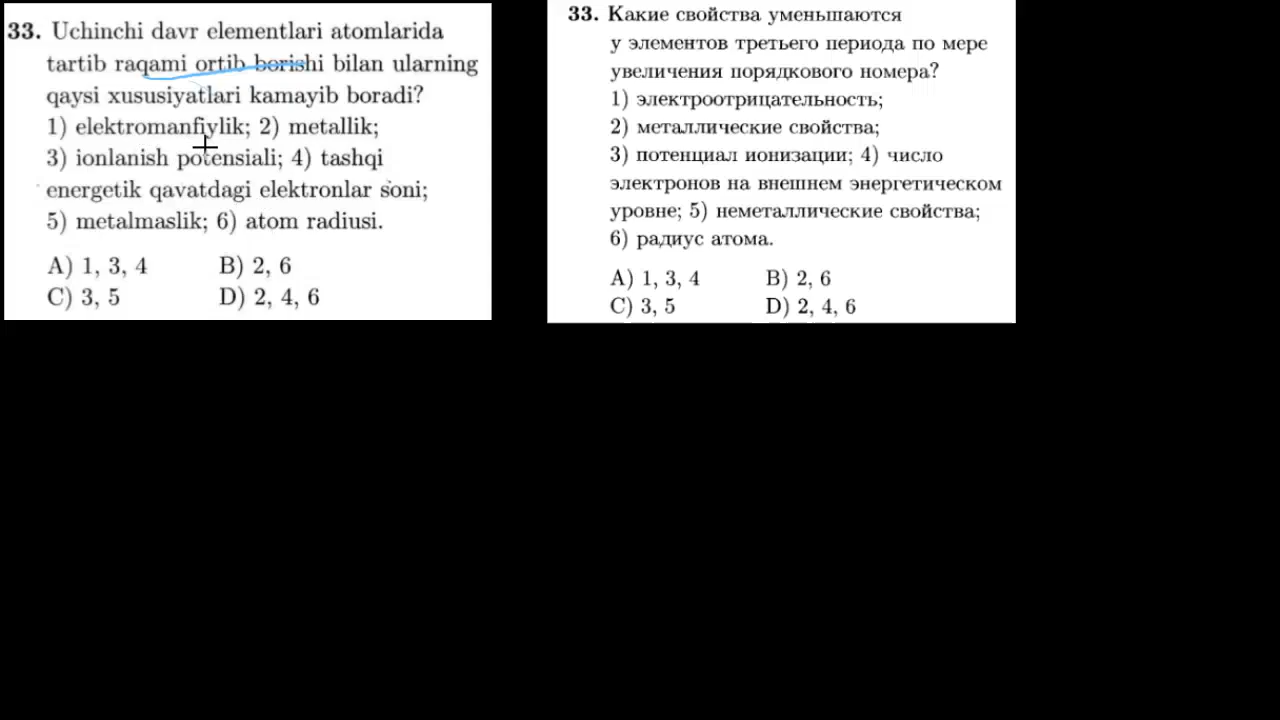 33. Uchinchi davr elementlari atomlarida
tartib raqami ortib borishi bilan ularning
qaysi xususiyatlari kamayib boradi?
1) elektromanfiylik; 2) metallik;
3) ionlanish potensiali; 4) tashqi
energetik qavatdagi elektronlar soni;
5) metalmaslik; 6) atom radiusi.
A) 1, 3, 4 B) 2, 6
C) 3, 5 D) 2, 4, 6
33. Какие свойства уменьшаются
у элементов третьего периода по мере
увеличения порядкового номера?
1) электроотрицательность;
2) металлические свойства;
3) потенциал ионизации; 4) число
электронов на внешнем энергетическом
уровне; 5) неметаллические свойства;
6) радиус атома.
A) 1, 3, 4 B) 2, 6
C) 3, 5 D) 2, 4, 6